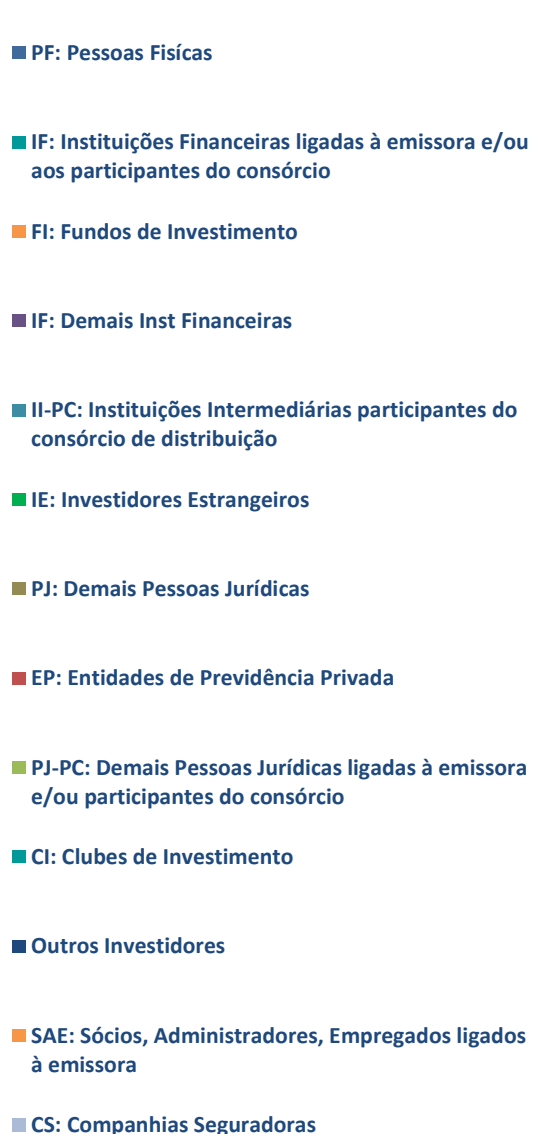 PF: Pessoas Fisícas
IF: Instituições Financeiras ligadas à emissora e/ou
aos participantes do consórcio
FI: Fundos de Investimento
IF: Demais Inst Financeiras
II-PC: Instituições Intermediárias participantes do
consórcio de distribuição
IE: Investidores Estrangeiros
PJ: Demais Pessoas Jurídicas
EP: Entidades de Previdência Privada
PJ-PC: Demais Pessoas Jurídicas ligadas à emissora
e/ou participantes do consórcio
CI: Clubes de Investimento
Outros Investidores
SAE: Sócios, Administradores, Empregados ligados
à emissora
CS: Companhias Seguradoras